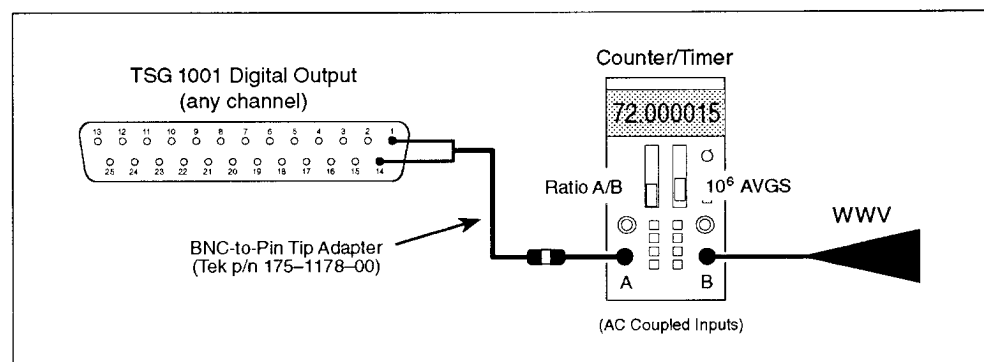 TSG 1001 Digital Output
(any channel)
13 12 11 10 9 8 7 6 5 4 3 2 1
25 24 23 22 21 20 19 18 17 16 15 14
BNC-to-Pin Tip Adapter
(Tek p/n 175–1178–00)
Counter/Timer
72.000015
Ratio A/B
10⁶ AVGS
A
B
(AC Coupled Inputs)
WWV